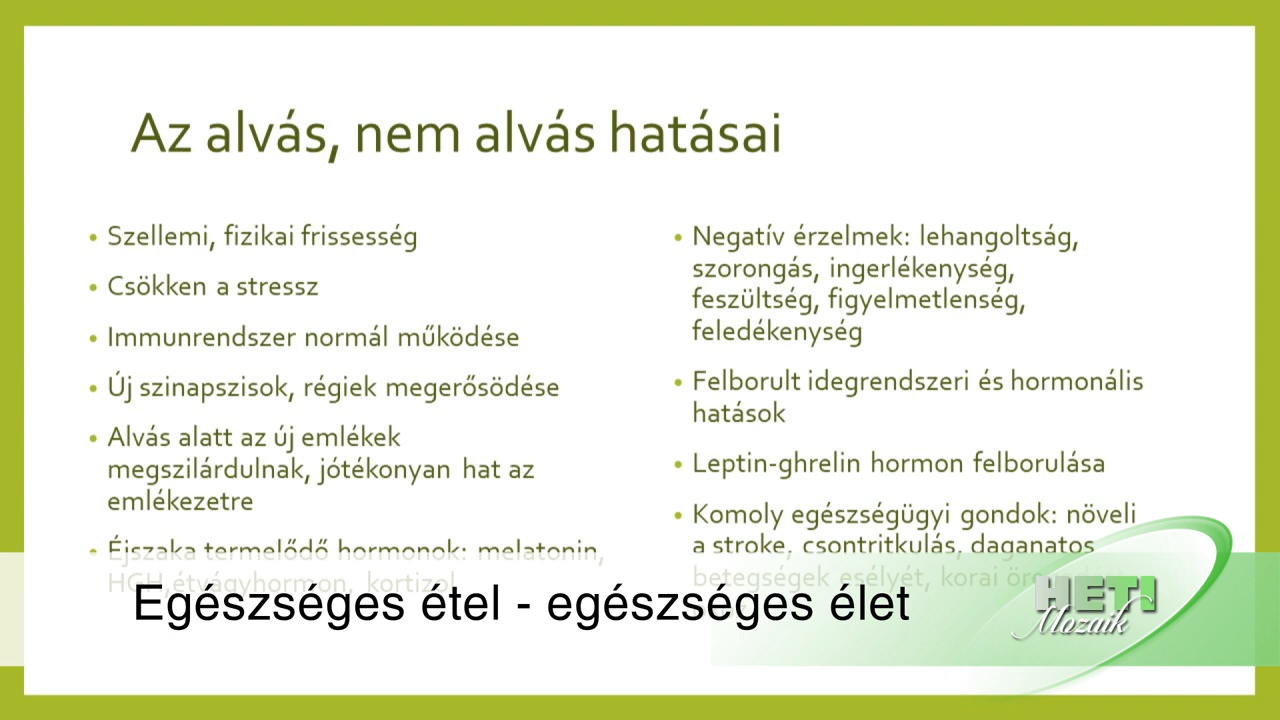 Az alvás, nem alvás hatásai
• Szellemi, fizikai frissesség
• Csökken a stressz
• Immunrendszer normál működése
• Új szinapszisok, régiek megerősödése
• Alvás alatt az új emlékek
megszilárdulnak, jótékonyan hat az
emlékezetre
• Éjszaka termelődő hormonok: melatonin,
HGH,étvágyhormon, kortizol
• Negatív érzelmek: lehangoltság,
szorongás, ingerlékenység,
feszültség, figyelmetlenség,
feledékenység
• Felborult idegrendszeri és hormonális
hatások
• Leptin-ghrelin hormon felborulása
• Komoly egészségügyi gondok: növeli
a stroke, csontritkulás, daganatos
betegségek esélyét, korai
Egészséges étel - egészséges élet
HETI
Mozaik